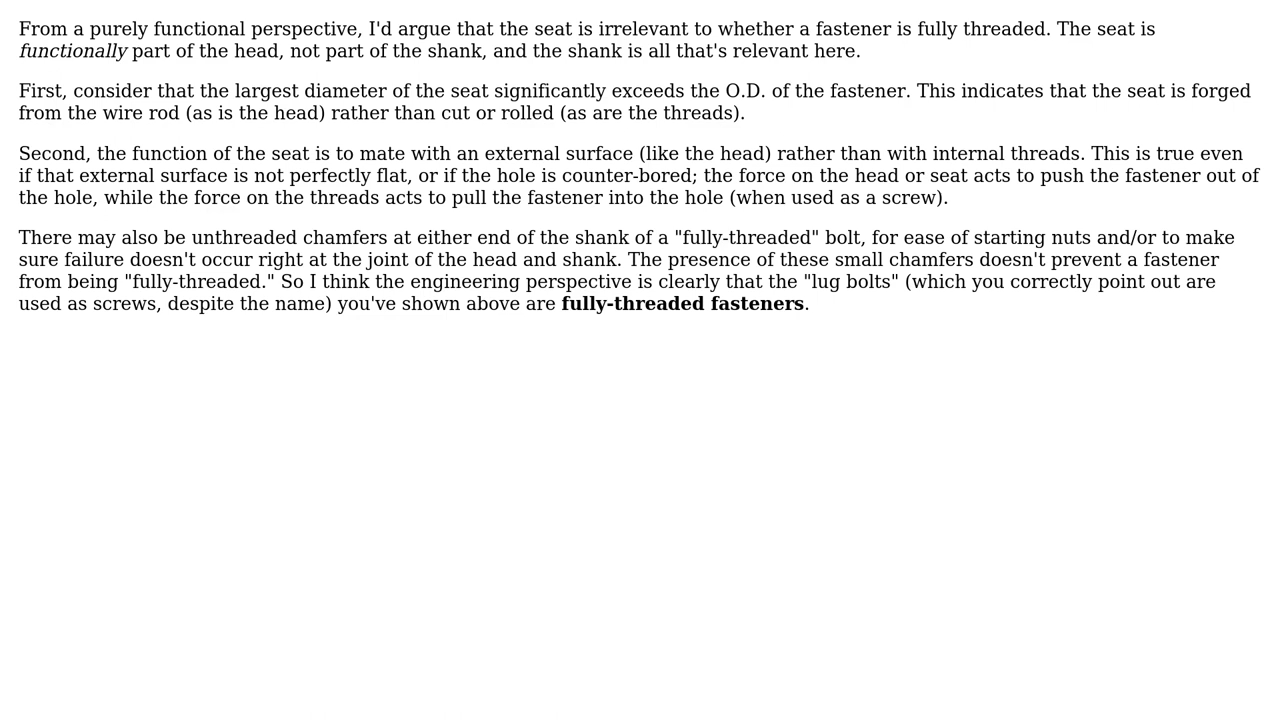 From a purely functional perspective, I'd argue that the seat is irrelevant to whether a fastener is fully threaded. The seat is
functionally part of the head, not part of the shank, and the shank is all that's relevant here.
First, consider that the largest diameter of the seat significantly exceeds the O.D. of the fastener. This indicates that the seat is forged
from the wire rod (as is the head) rather than cut or rolled (as are the threads).
Second, the function of the seat is to mate with an external surface (like the head) rather than with internal threads. This is true even
if that external surface is not perfectly flat, or if the hole is counter-bored; the force on the head or seat acts to push the fastener out of
the hole, while the force on the threads acts to pull the fastener into the hole (when used as a screw).
There may also be unthreaded chamfers at either end of the shank of a "fully-threaded" bolt, for ease of starting nuts and/or to make
sure failure doesn't occur right at the joint of the head and shank. The presence of these small chamfers doesn't prevent a fastener
from being "fully-threaded." So I think the engineering perspective is clearly that the "lug bolts" (which you correctly point out are
used as screws, despite the name) you've shown above are fully-threaded fasteners.